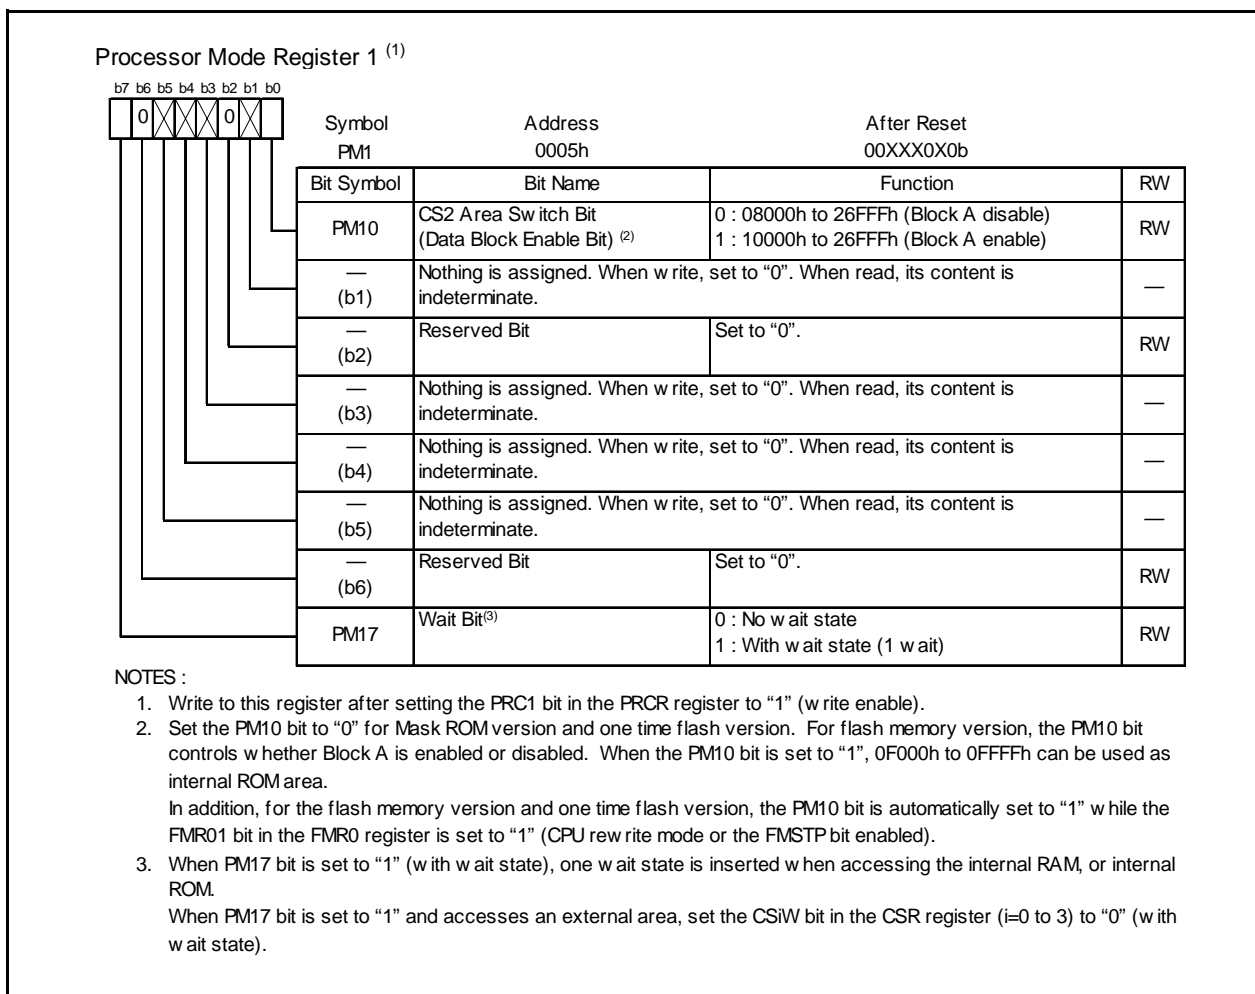 Processor Mode Register 1 (1)
b7 b6 b5 b4 b3 b2 b1 b0
0 0
Symbol Address After Reset
PM1 0005h 00XXX0X0b
Bit Symbol Bit Name Function RW
PM10 CS2 Area Switch Bit 0 : 08000h to 26FFFh (Block A disable) RW
(Data Block Enable Bit) (2) 1 : 10000h to 26FFFh (Block A enable)
— Nothing is assigned. When write, set to “0”. When read, its content is —
(b1) indeterminate.
— Reserved Bit Set to “0”. RW
(b2)
— Nothing is assigned. When write, set to “0”. When read, its content is —
(b3) indeterminate.
— Nothing is assigned. When write, set to “0”. When read, its content is —
(b4) indeterminate.
— Nothing is assigned. When write, set to “0”. When read, its content is —
(b5) indeterminate.
— Reserved Bit Set to “0”. RW
(b6)
PM17 Wait Bit(3) 0 : No wait state RW
1 : With wait state (1 wait)
NOTES :
1. Write to this register after setting the PRC1 bit in the PRCR register to “1” (write enable).
2. Set the PM10 bit to “0” for Mask ROM version and one time flash version. For flash memory version, the PM10 bit
controls whether Block A is enabled or disabled. When the PM10 bit is set to “1”, 0F000h to 0FFFFh can be used as
internal ROM area.
In addition, for the flash memory version and one time flash version, the PM10 bit is automatically set to “1” while the
FMR01 bit in the FMR0 register is set to “1” (CPU rewrite mode or the FMSTP bit enabled).
3. When PM17 bit is set to “1” (with wait state), one wait state is inserted when accessing the internal RAM, or internal
ROM.
When PM17 bit is set to “1” and accesses an external area, set the CSiW bit in the CSR register (i=0 to 3) to “0” (with
wait state).